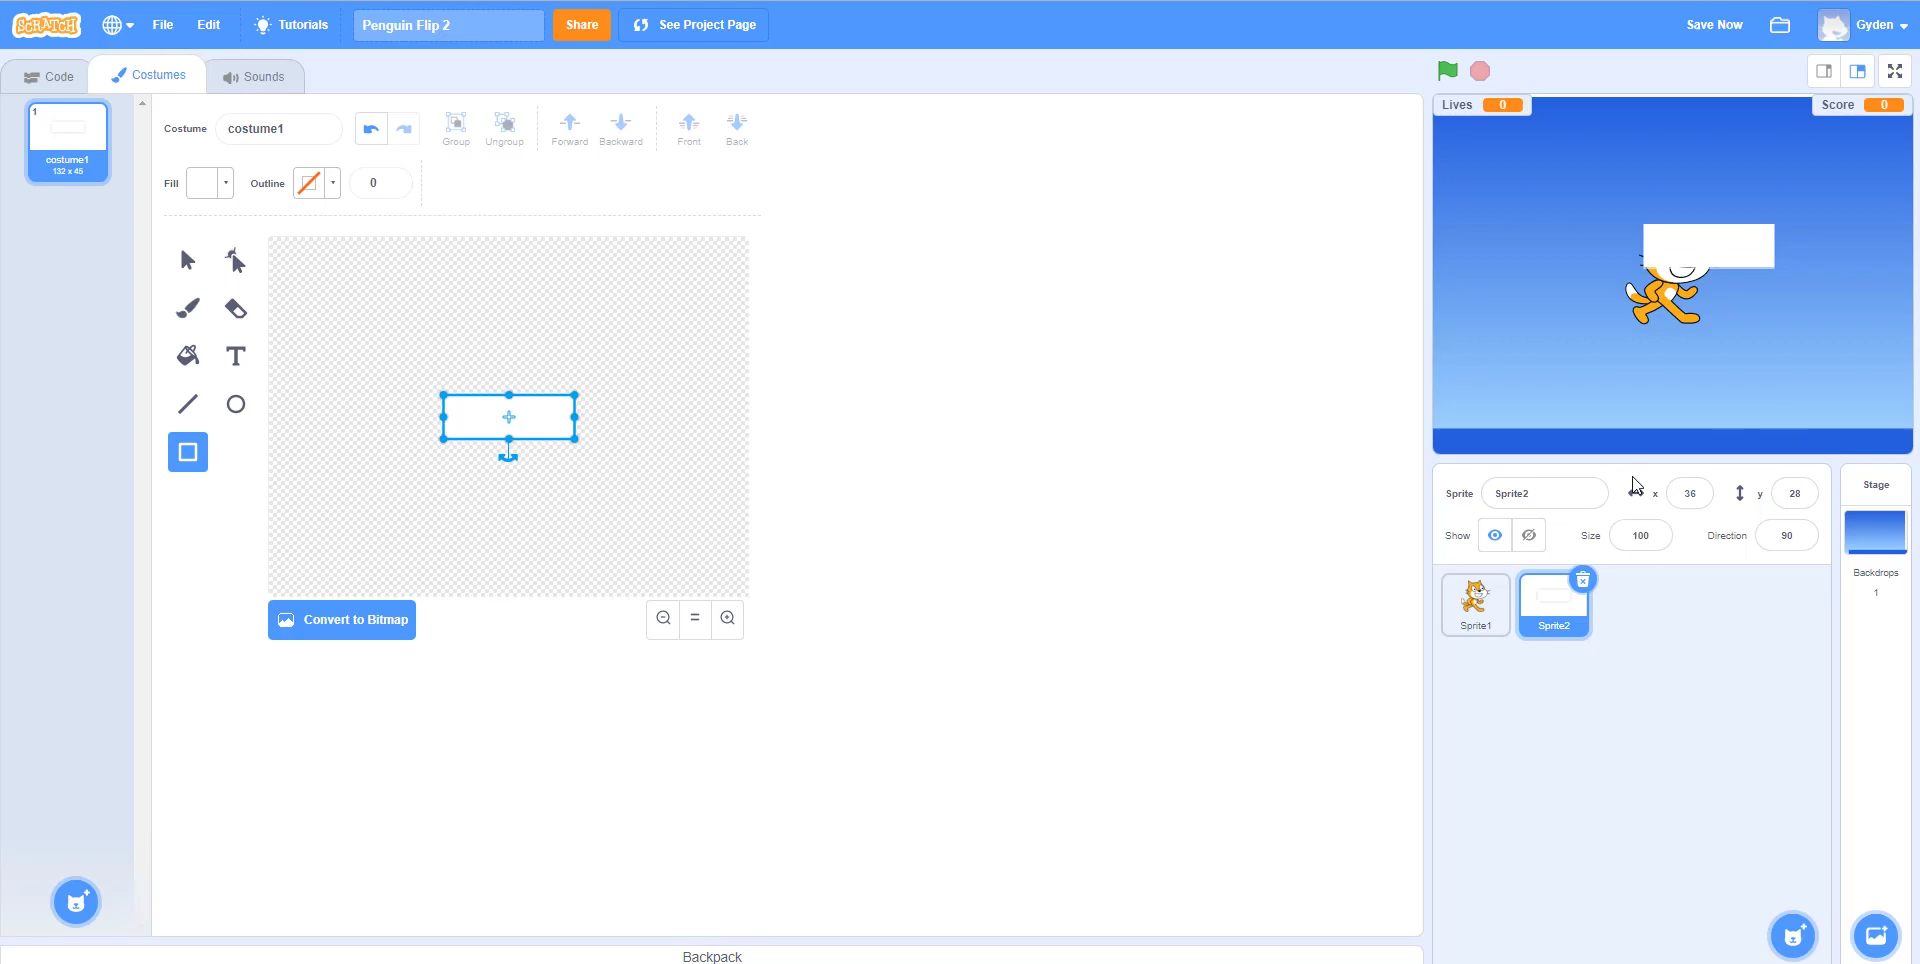 SCRATCH File Edit Tutorials Penguin Flip 2 Share See Project Page Save Now Gyden
Code Costumes Sounds
1
costume1
132 x 45
Costume costume1 Group Ungroup Forward Backward Front Back
Fill Outline 0
Convert to Bitmap
Lives 0 Score 0
Sprite Sprite2 x 36 y 28
Show Size 100 Direction 90
Sprite1 Sprite2
Stage
Backdrops
1
Backpack